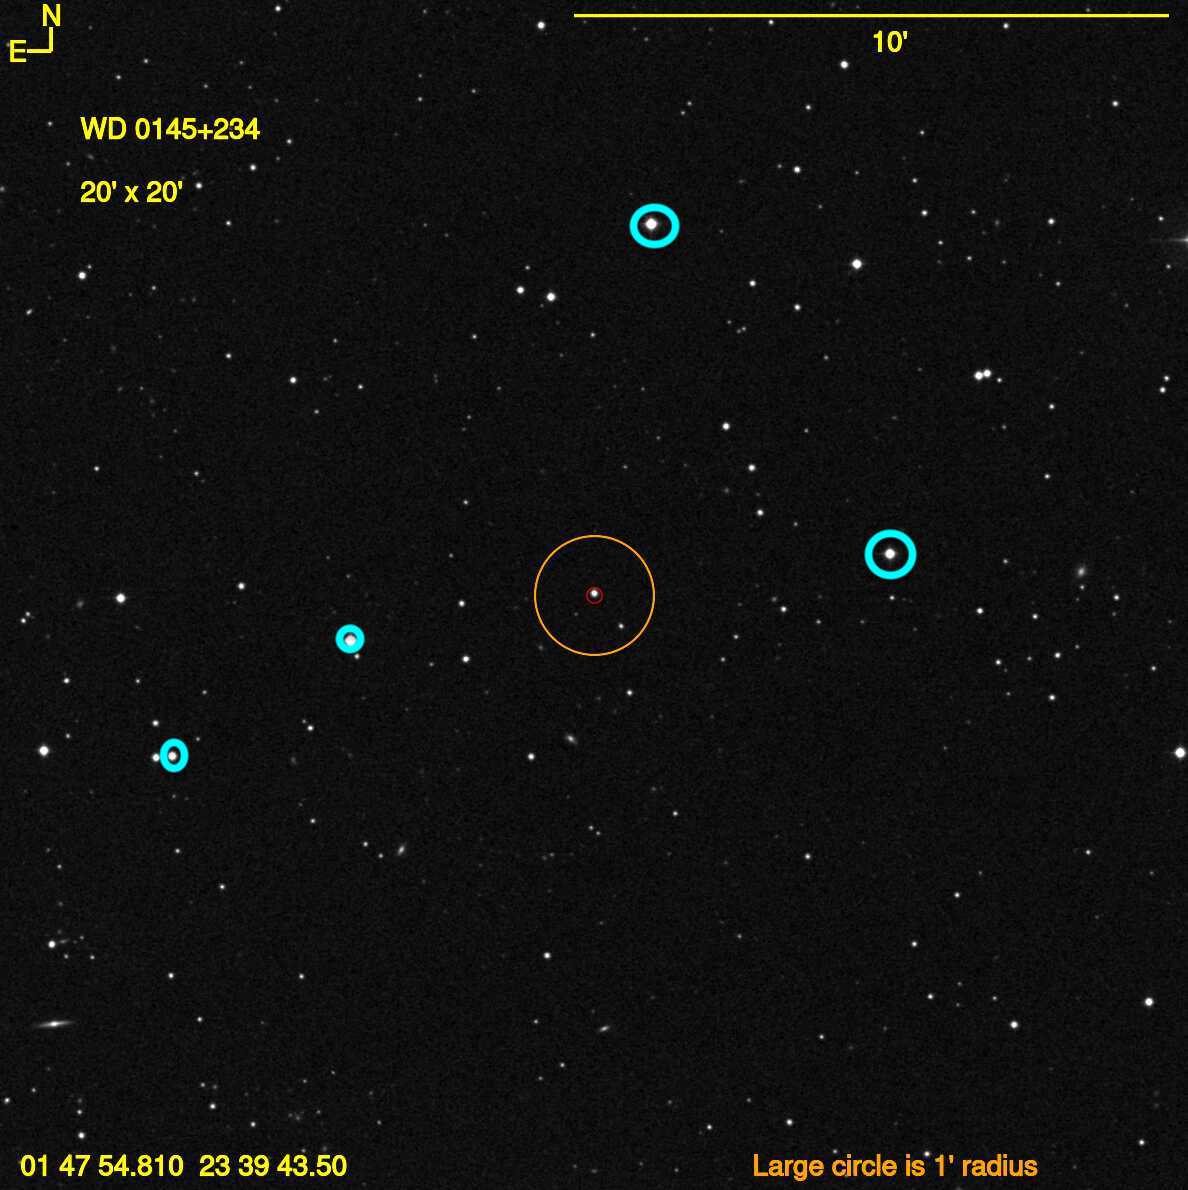 N
E
10'
WD 0145+234
20' x 20'
01 47 54.810  23 39 43.50
Large circle is 1' radius